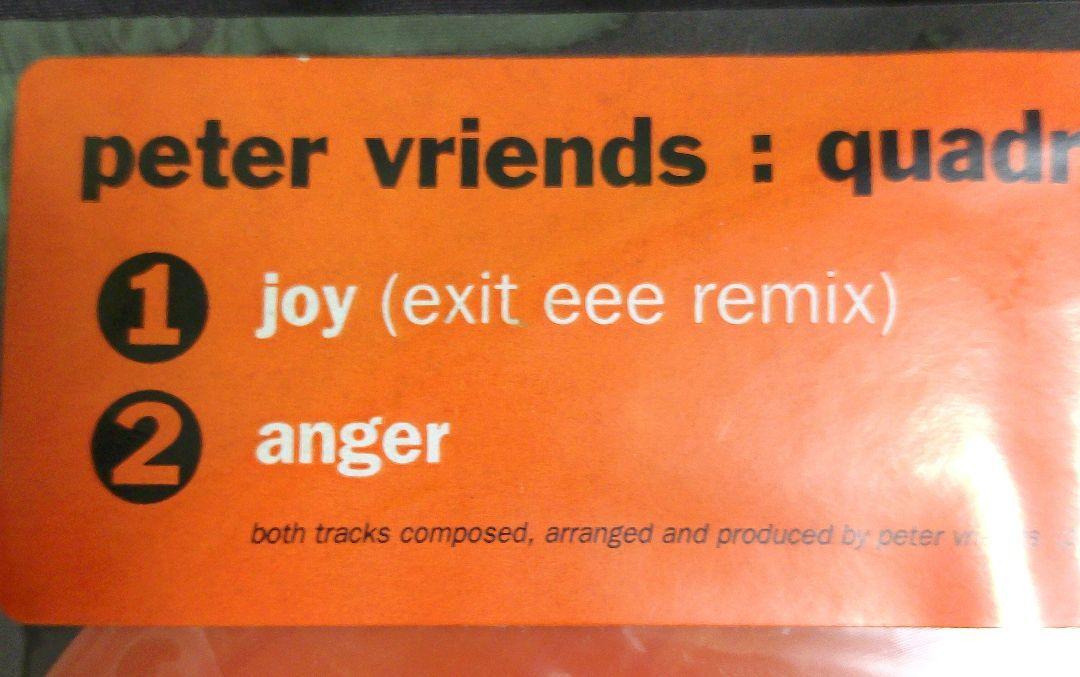 peter vriends : quadr
1 joy (exit eee remix)
2 anger
both tracks composed, arranged and produced by peter